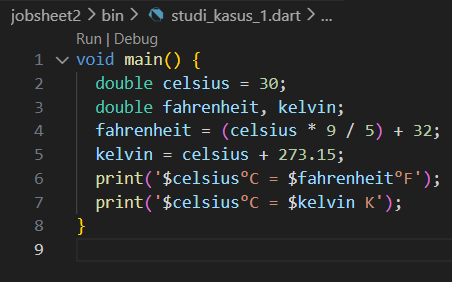 jobsheet2 > bin > studi_kasus_1.dart > ...
Run | Debug
1 void main() {
2   double celsius = 30;
3   double fahrenheit, kelvin;
4   fahrenheit = (celsius * 9 / 5) + 32;
5   kelvin = celsius + 273.15;
6   print('$celsius°C = $fahrenheit°F');
7   print('$celsius°C = $kelvin K');
8 }
9